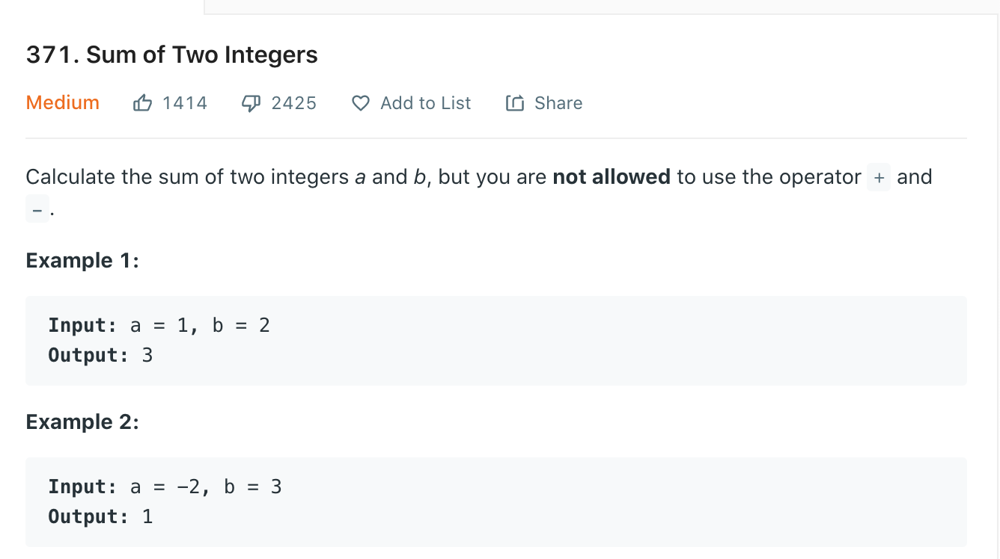 371. Sum of Two Integers
Medium 1414 2425 Add to List Share
Calculate the sum of two integers a and b, but you are not allowed to use the operator + and
- .
Example 1:
Input: a = 1, b = 2
Output: 3
Example 2:
Input: a = -2, b = 3
Output: 1